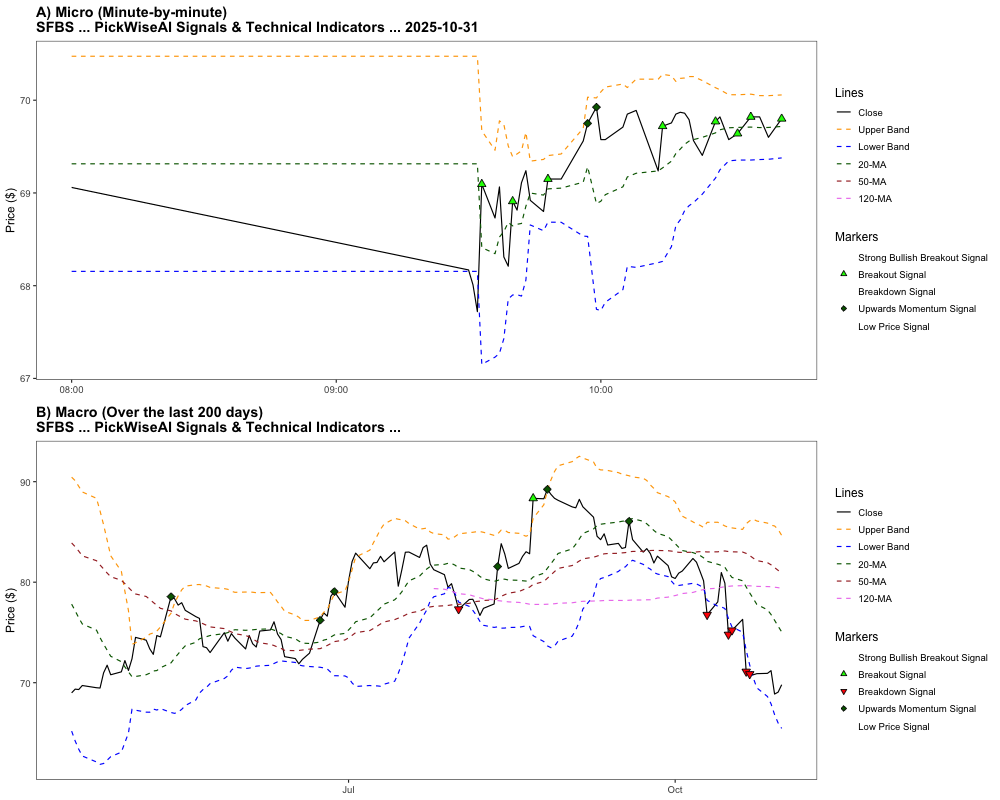 A) Micro (Minute-by-minute)
SFBS ... PickWiseAI Signals & Technical Indicators ... 2025-10-31
Price ($)
70
69
68
67
08:00
09:00
10:00
Lines
Close
Upper Band
Lower Band
20-MA
50-MA
120-MA
Markers
Strong Bullish Breakout Signal
Breakout Signal
Breakdown Signal
Upwards Momentum Signal
Low Price Signal
B) Macro (Over the last 200 days)
SFBS ... PickWiseAI Signals & Technical Indicators ...
Price ($)
90
80
70
Jul
Oct
Lines
Close
Upper Band
Lower Band
20-MA
50-MA
120-MA
Markers
Strong Bullish Breakout Signal
Breakout Signal
Breakdown Signal
Upwards Momentum Signal
Low Price Signal